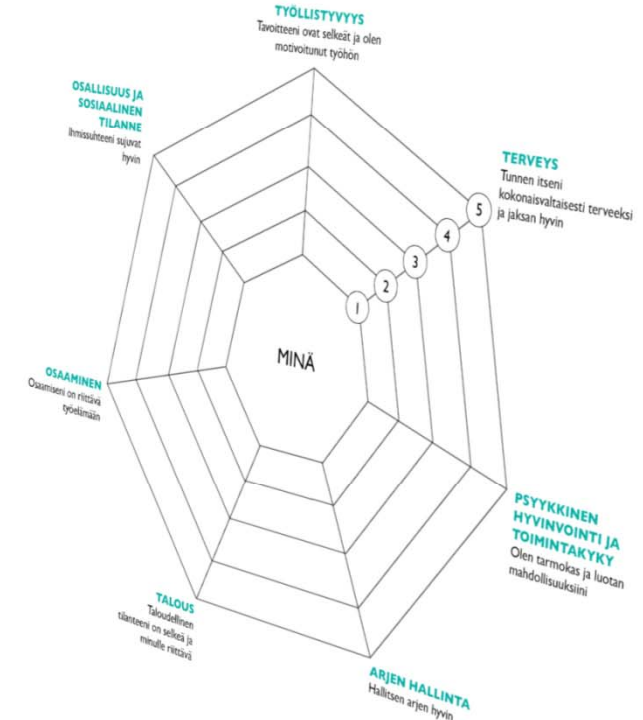 TYÖLLISTYVYYS
Tavoitteeni ovat selkeät ja olen
motivoitunut työhön
OSALLISUUS JA
SOSIAALINEN
TILANNE
Ihmissuhteeni sujuvat
hyvin
TERVEYS
Tunnen itseni
kokonaisvaltaisesti terveeksi
ja jaksan hyvin
5
4
3
2
1
MINÄ
OSAAMINEN
Osaamiseni on riittävä
työelämään
PSYYKKINEN
HYVINVOINTI JA
TOIMINTAKYKY
Olen tarmokas ja luotan
mahdollisuuksiini
TALOUS
Taloudellinen
tilanteeni on selkeä ja
minulle riittävä
ARJEN HALLINTA
Hallitsen arjen hyvin